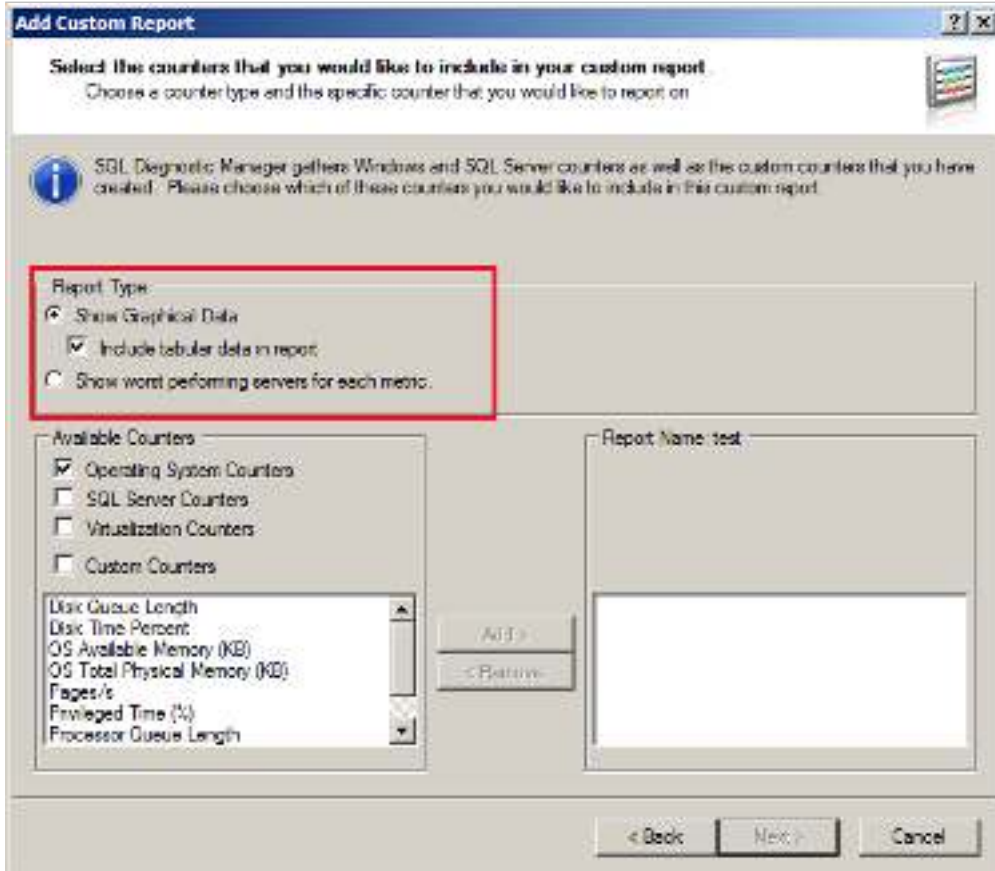 Add Custom Report
Select the counters that you would like to include in your custom report
Choose a counter type and the specific counter that you would like to report on
SQL Diagnostic Manager gathers Windows and SQL Server counters as well as the custom counters that you have
created. Please choose which of these counters you would like to include in this custom report.
Report Type
Show Graphical Data
Include tabular data in report
Show worst performing servers for each metric.
Available Counters
Operating System Counters
SQL Server Counters
Virtualization Counters
Custom Counters
Disk Queue Length
Disk Time Percent
OS Available Memory (KB)
OS Total Physical Memory (KB)
Pages/s
Privileged Time (%)
Processor Queue Length
Add >
< Remove
Report Name: test
< Back
Next >
Cancel